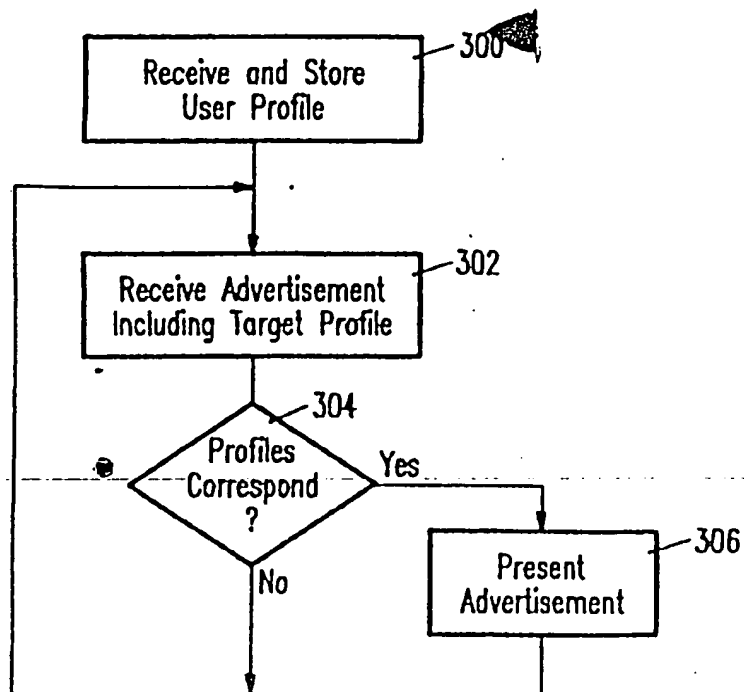 300
Receive and Store
User Profile
302
Receive Advertisement
Including Target Profile
304
Profiles
Correspond
?
Yes
No
306
Present
Advertisement